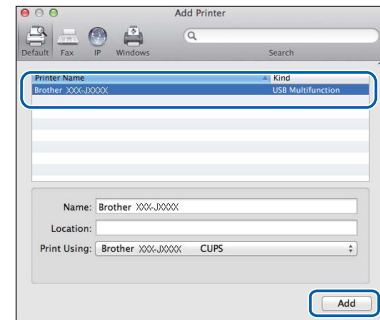 Add Printer
Default Fax IP Windows Search
Printer Name Kind
Brother XXX-JXXXX USB Multifunction
Name: Brother XXX-JXXXX
Location:
Print Using: Brother XXX-JXXXX CUPS
Add